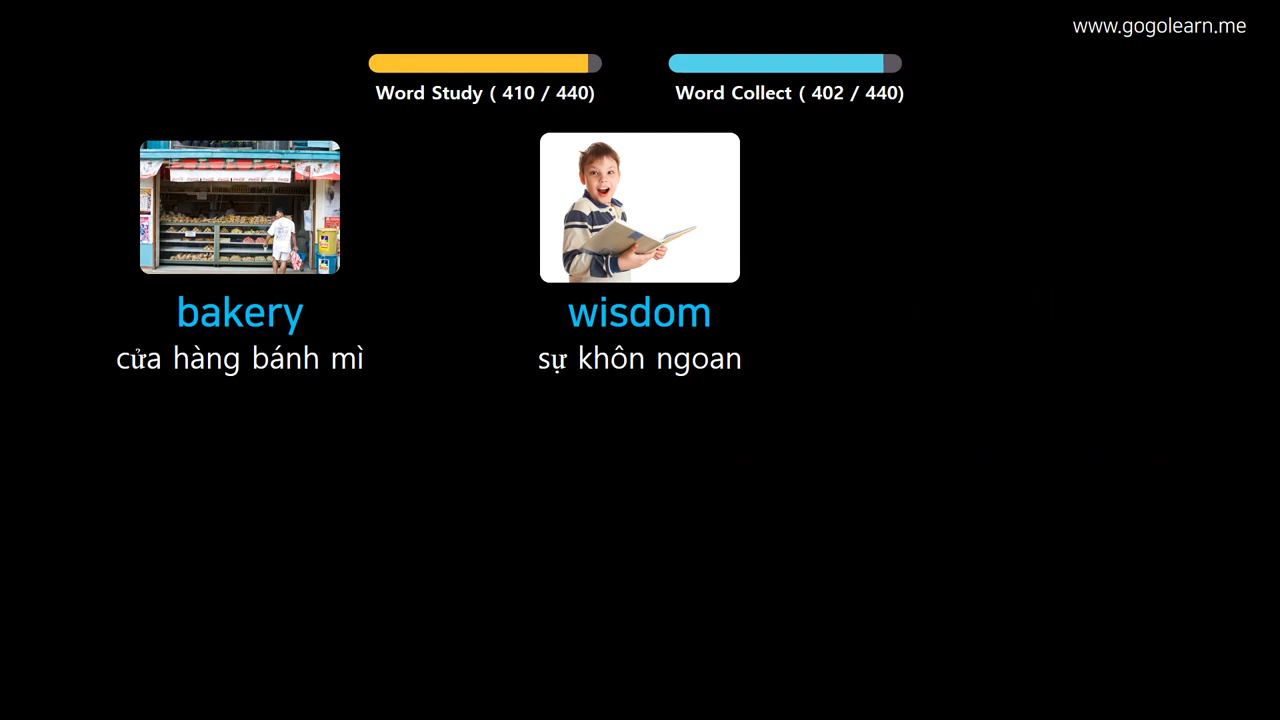 www.gogolearn.me
Word Study ( 410 / 440)
Word Collect ( 402 / 440)
bakery
wisdom
cửa hàng bánh mì
sự khôn ngoan